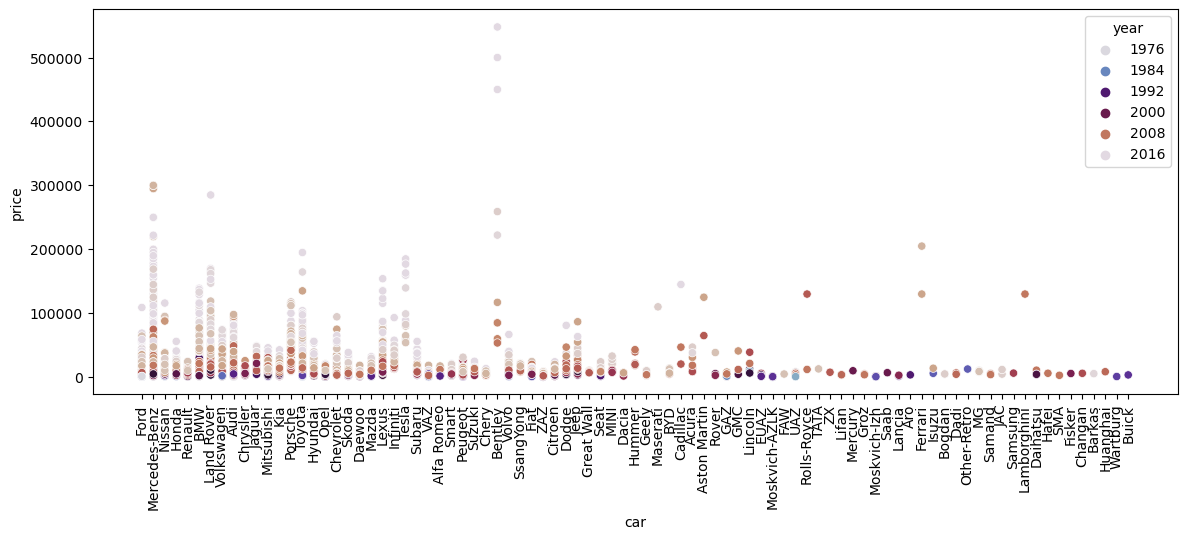 year
1976
1984
1992
2000
2008
2016
price
500000
400000
300000
200000
100000
0
Ford
Mercedes-Benz
Nissan
Honda
Renault
BMW
Land Rover
Volkswagen
Audi
Chrysler
Jaguar
Mitsubishi
Kia
Porsche
Toyota
Hyundai
Opel
Chevrolet
Skoda
Daewoo
Mazda
Lexus
Infiniti
Tesla
Subaru
VAZ
Alfa Romeo
Smart
Peugeot
Suzuki
Chery
Bentley
Volvo
SsangYong
Fiat
ZAZ
Citroen
Dodge
Jeep
Great Wall
Seat
MINI
Dacia
Hummer
Geely
Maserati
BYD
Cadillac
Acura
Aston Martin
Rover
GAZ
GMC
Lincoln
EUAZ
Moskvich-AZLK
FAW
UAZ
Rolls-Royce
TATA
ZX
Lifan
Mercury
Groz
Moskvich-Izh
Saab
Lancia
Aro
Ferrari
Isuzu
Bogdan
Dadi
Other-Retro
MG
Samand
JAC
Samsung
Lamborghini
Daihatsu
Hafei
SMA
Fisker
Changan
Barkas
Huanghai
Wartburg
Buick
car